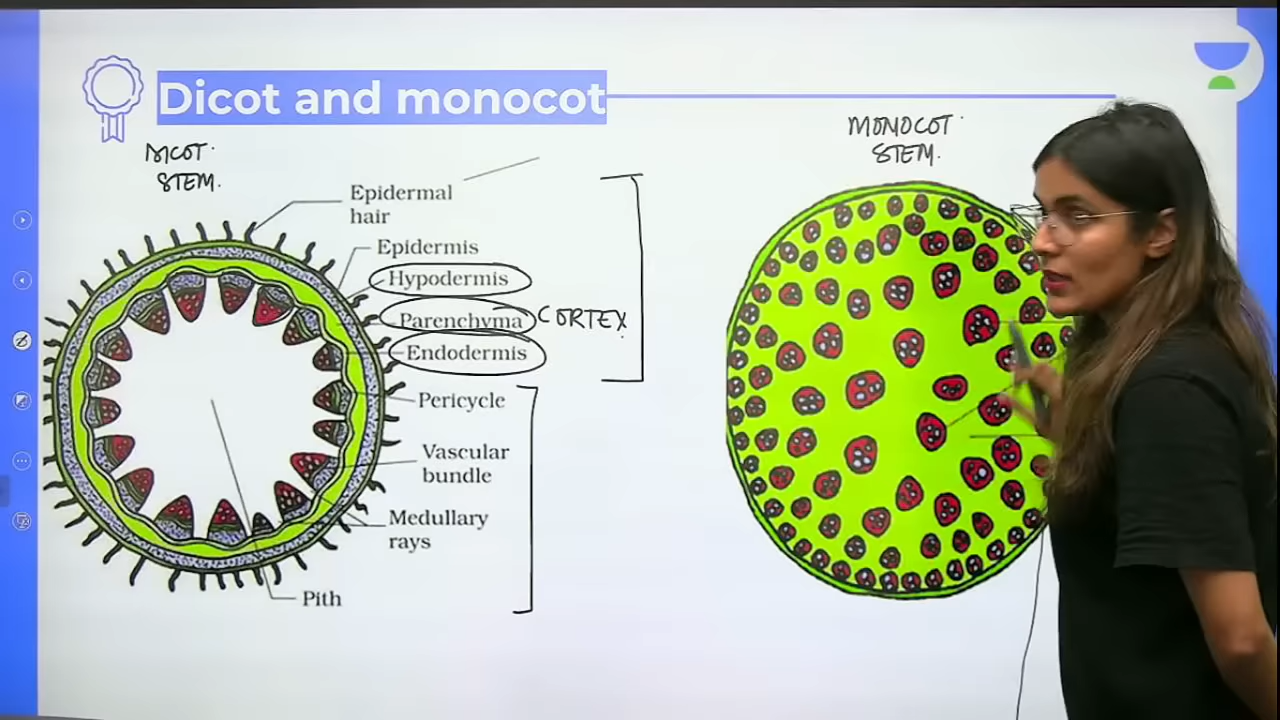 Dicot and monocot
DICOT
STEM.
MONOCOT
STEM.
Epidermal
hair
Epidermis
Hypodermis
Parenchyma
CORTEX
Endodermis
Pericycle
Vascular
bundle
Medullary
rays
Pith